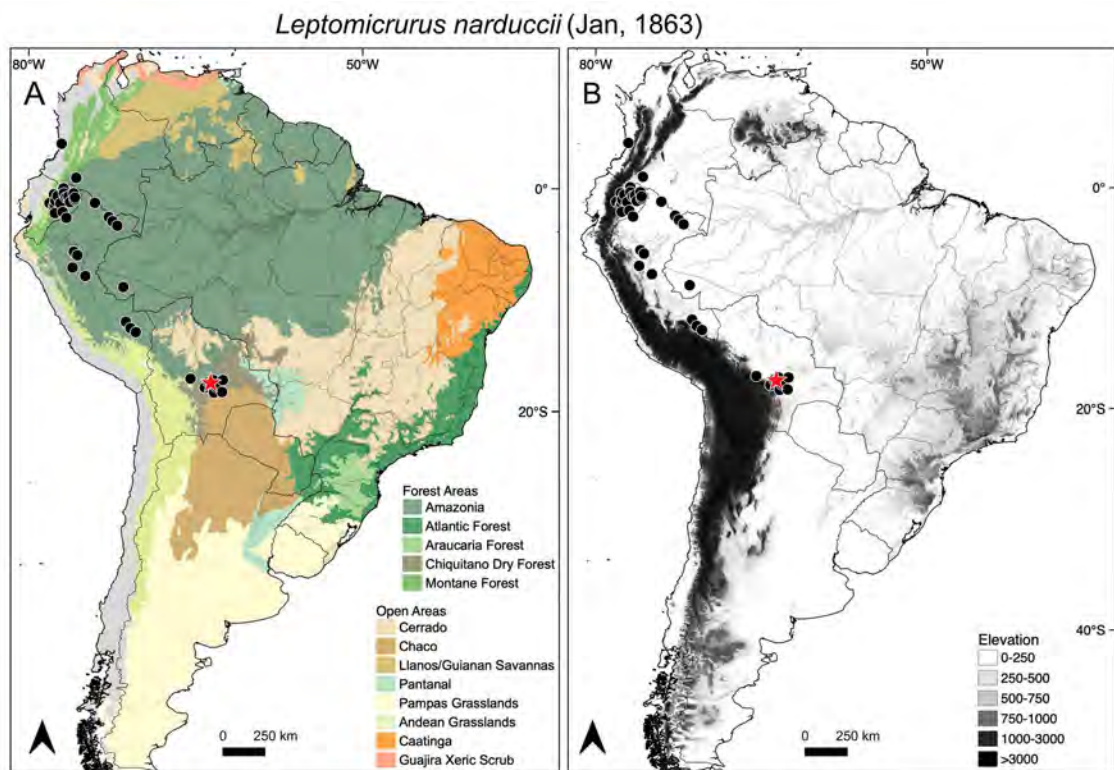 Leptomicrurus narduccii (Jan, 1863)
80°W
50°W
A
0°
20°S
Forest Areas
Amazonia
Atlantic Forest
Araucaria Forest
Chiquitano Dry Forest
Montane Forest
Open Areas
Cerrado
Chaco
Llanos/Guianan Savannas
Pantanal
Pampas Grasslands
Andean Grasslands
Caatinga
Guajira Xeric Scrub
0 250 km
80°W
50°W
B
0°
20°S
40°S
Elevation
0-250
250-500
500-750
750-1000
1000-3000
>3000
0 250 km